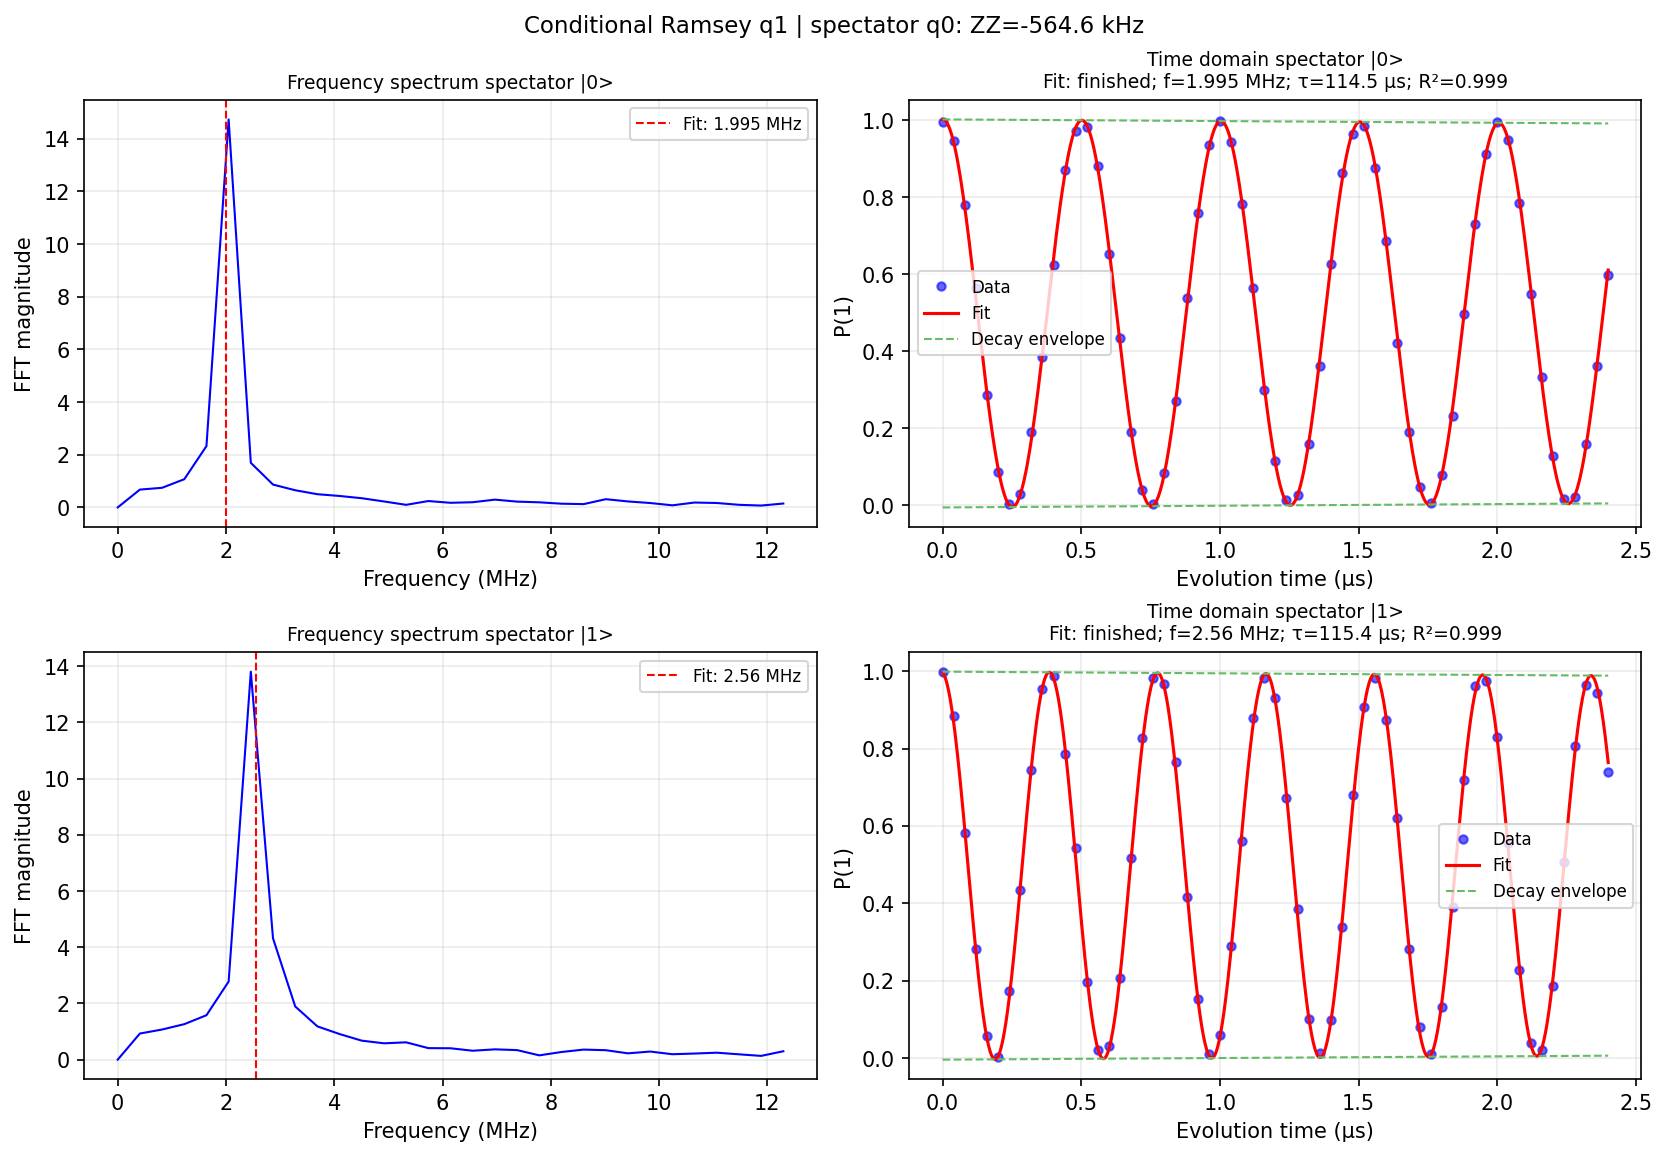 Conditional Ramsey q1 | spectator q0: ZZ=-564.6 kHz
Frequency spectrum spectator |0>
Fit: 1.995 MHz
FFT magnitude
14
12
10
8
6
4
2
0
0 2 4 6 8 10 12
Frequency (MHz)
Time domain spectator |0>
Fit: finished; f=1.995 MHz; τ=114.5 µs; R²=0.999
P(1)
1.0
0.8
0.6
0.4
0.2
0.0
Data
Fit
Decay envelope
0.0 0.5 1.0 1.5 2.0 2.5
Evolution time (µs)
Frequency spectrum spectator |1>
Fit: 2.56 MHz
FFT magnitude
14
12
10
8
6
4
2
0
0 2 4 6 8 10 12
Frequency (MHz)
Time domain spectator |1>
Fit: finished; f=2.56 MHz; τ=115.4 µs; R²=0.999
P(1)
1.0
0.8
0.6
0.4
0.2
0.0
Data
Fit
Decay envelope
0.0 0.5 1.0 1.5 2.0 2.5
Evolution time (µs)